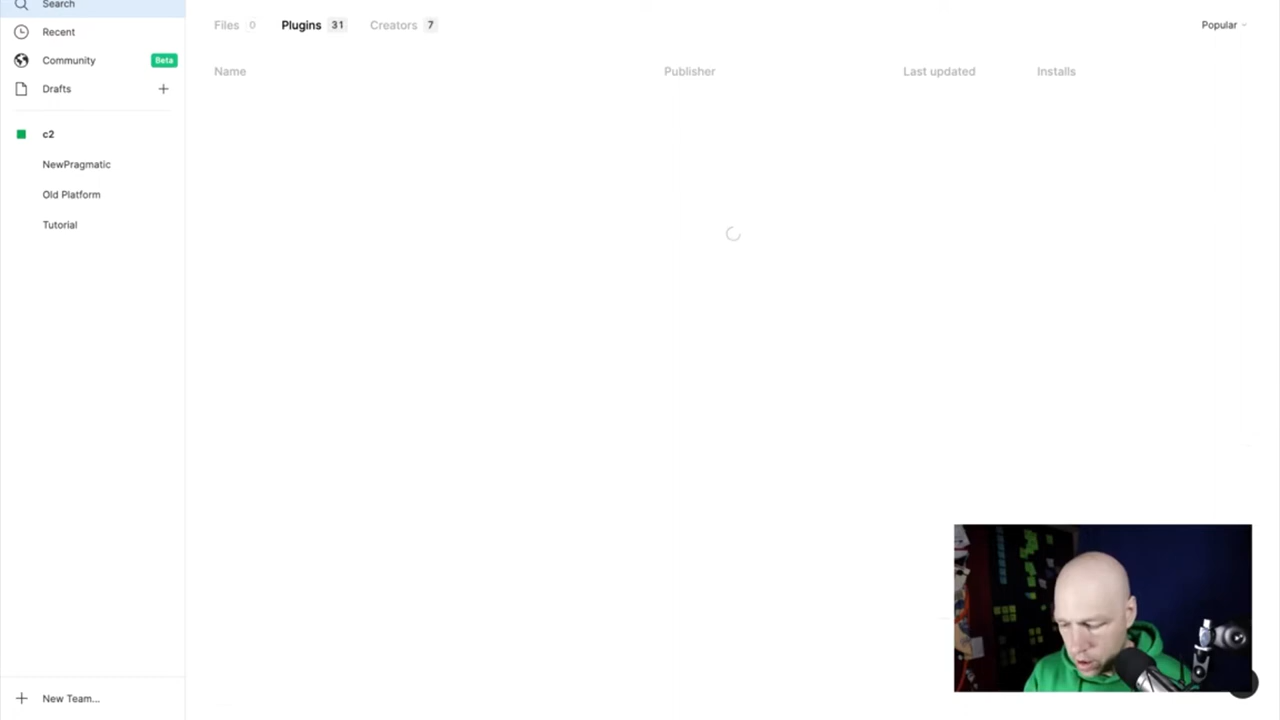 Search
Files 0 Plugins 31 Creators 7 Popular
Recent
Community Beta
Name Publisher Last updated Installs
Drafts
c2
NewPragmatic
Old Platform
Tutorial
New Team...